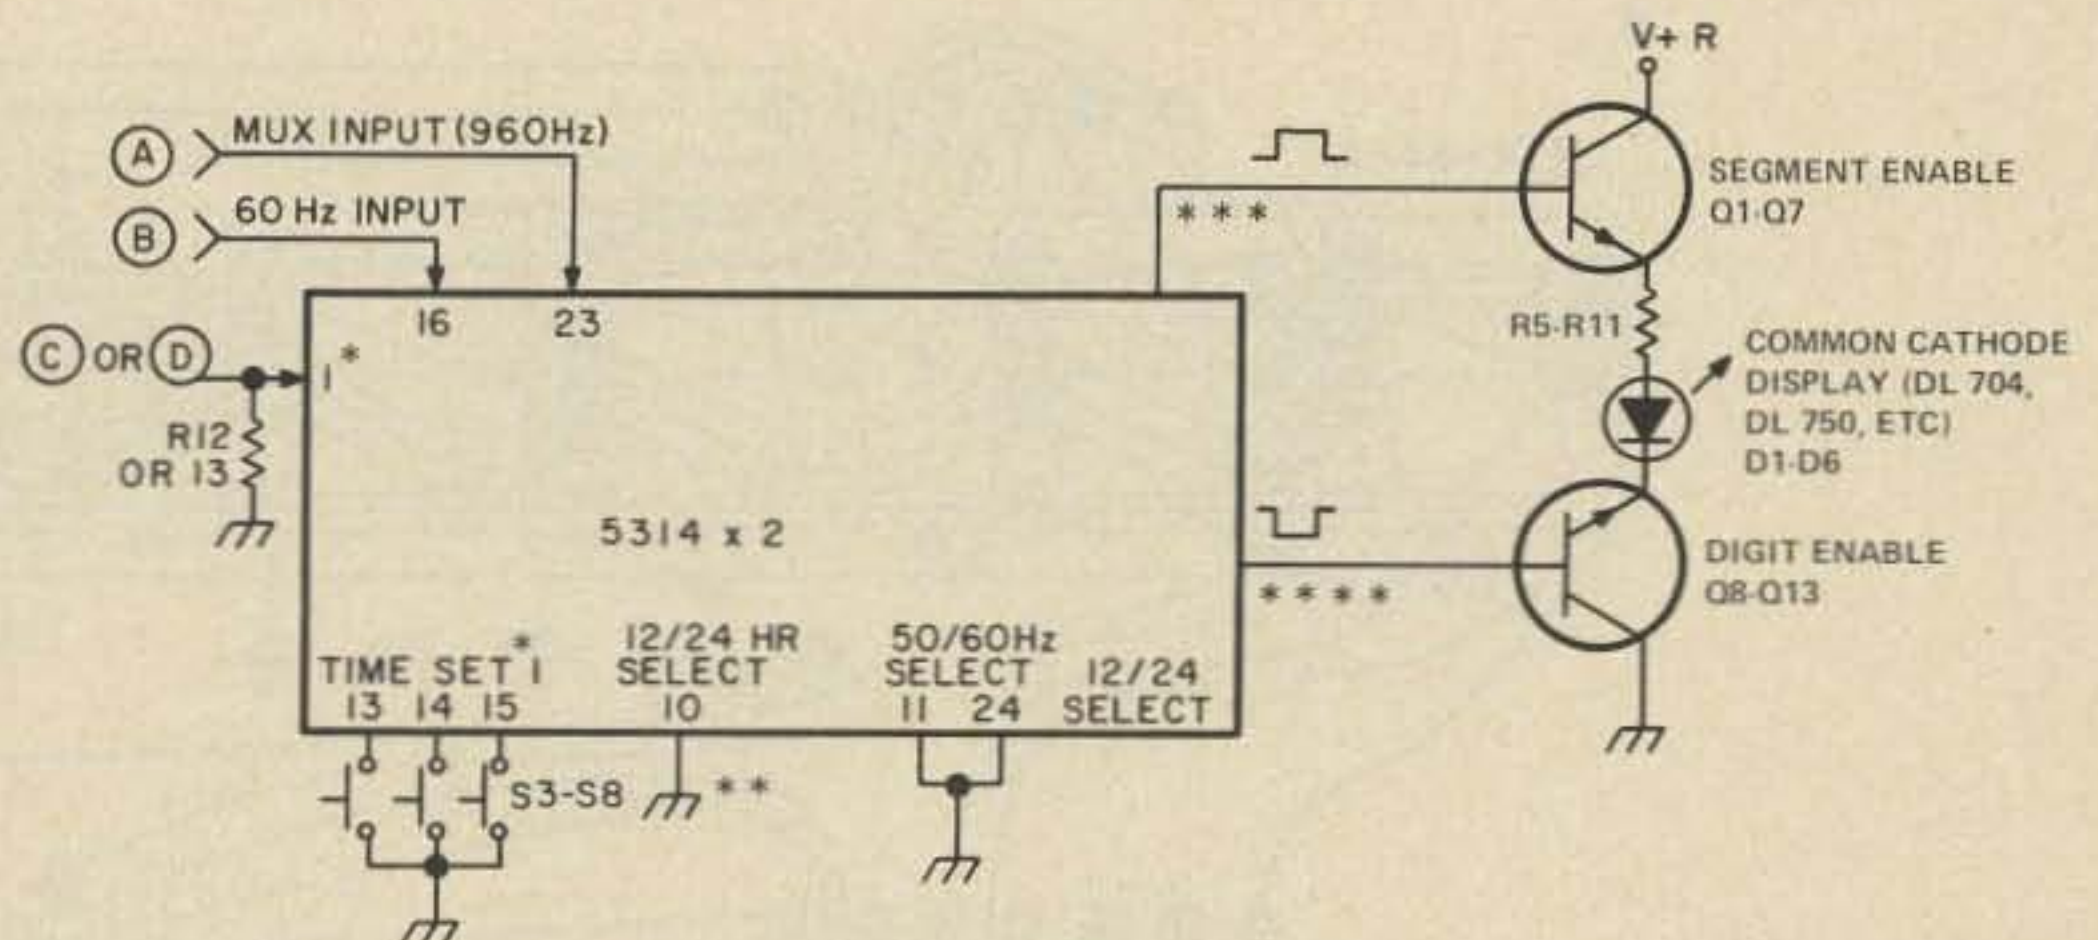 V+ R
A
MUX INPUT (960Hz)
B
60 Hz INPUT
***
SEGMENT ENABLE
Q1-Q7
16
23
C OR D
1*
R12
OR 13
R5-R11
COMMON CATHODE
DISPLAY (DL 704,
DL 750, ETC)
D1-D6
5314 x 2
****
DIGIT ENABLE
Q8-Q13
TIME SET*1
13 14 15
12/24 HR
SELECT
10
50/60Hz
SELECT
11 24
12/24
SELECT
S3-S8
**